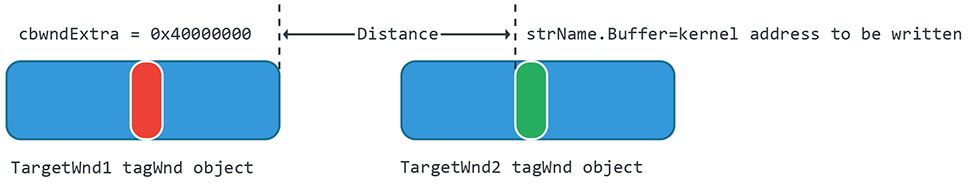 cbwndExtra = 0x40000000
Distance
strName.Buffer=kernel address to be written
TargetWnd1 tagWnd object
TargetWnd2 tagWnd object